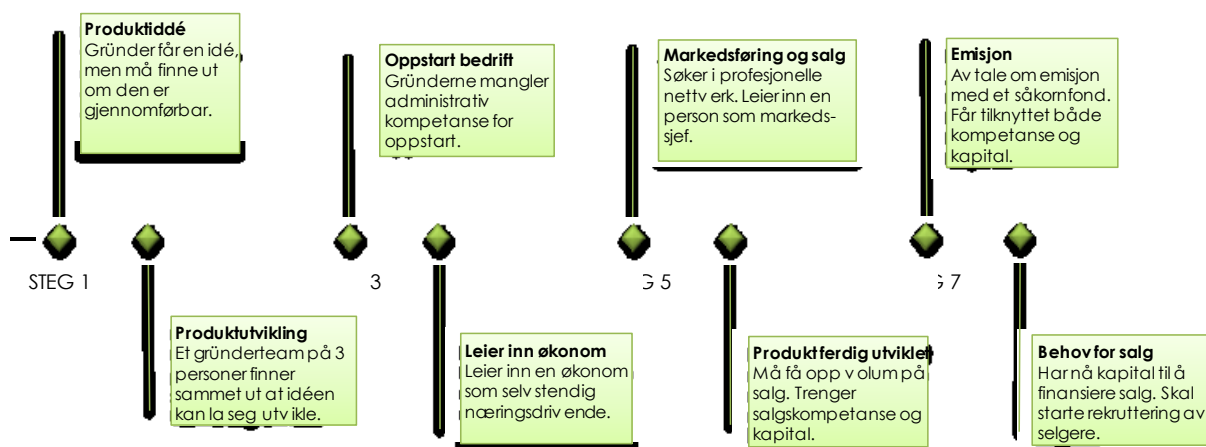 Produktiddé
Gründer får en idé,
men må finne ut
om den er
gjennomførbar.
Oppstart bedrift
Gründerne mangler
administrativ
kompetanse for
oppstart.
Markedsføring og salg
Søker i profesjonelle
nettverk. Leier inn en
person som markeds-
sjef.
Emisjon
Av tale om emisjon
med et såkornfond.
Får tilknyttet både
kompetanse og
kapital.
STEG 1
3
G 5
G 7
Produktutvikling
Et gründerteam på 3
personer finner
sammet ut at idéen
kan la seg utvikle.
Leier inn økonom
Leier inn en økonom
som selvstendig
næringsdrivende.
Produkt ferdig utviklet
Må få opp volum på
salg. Trenger
salgskompetanse og
kapital.
Behov for salg
Har nå kapital til å
finansiere salg. Skal
starte rekruttering av
selgere.